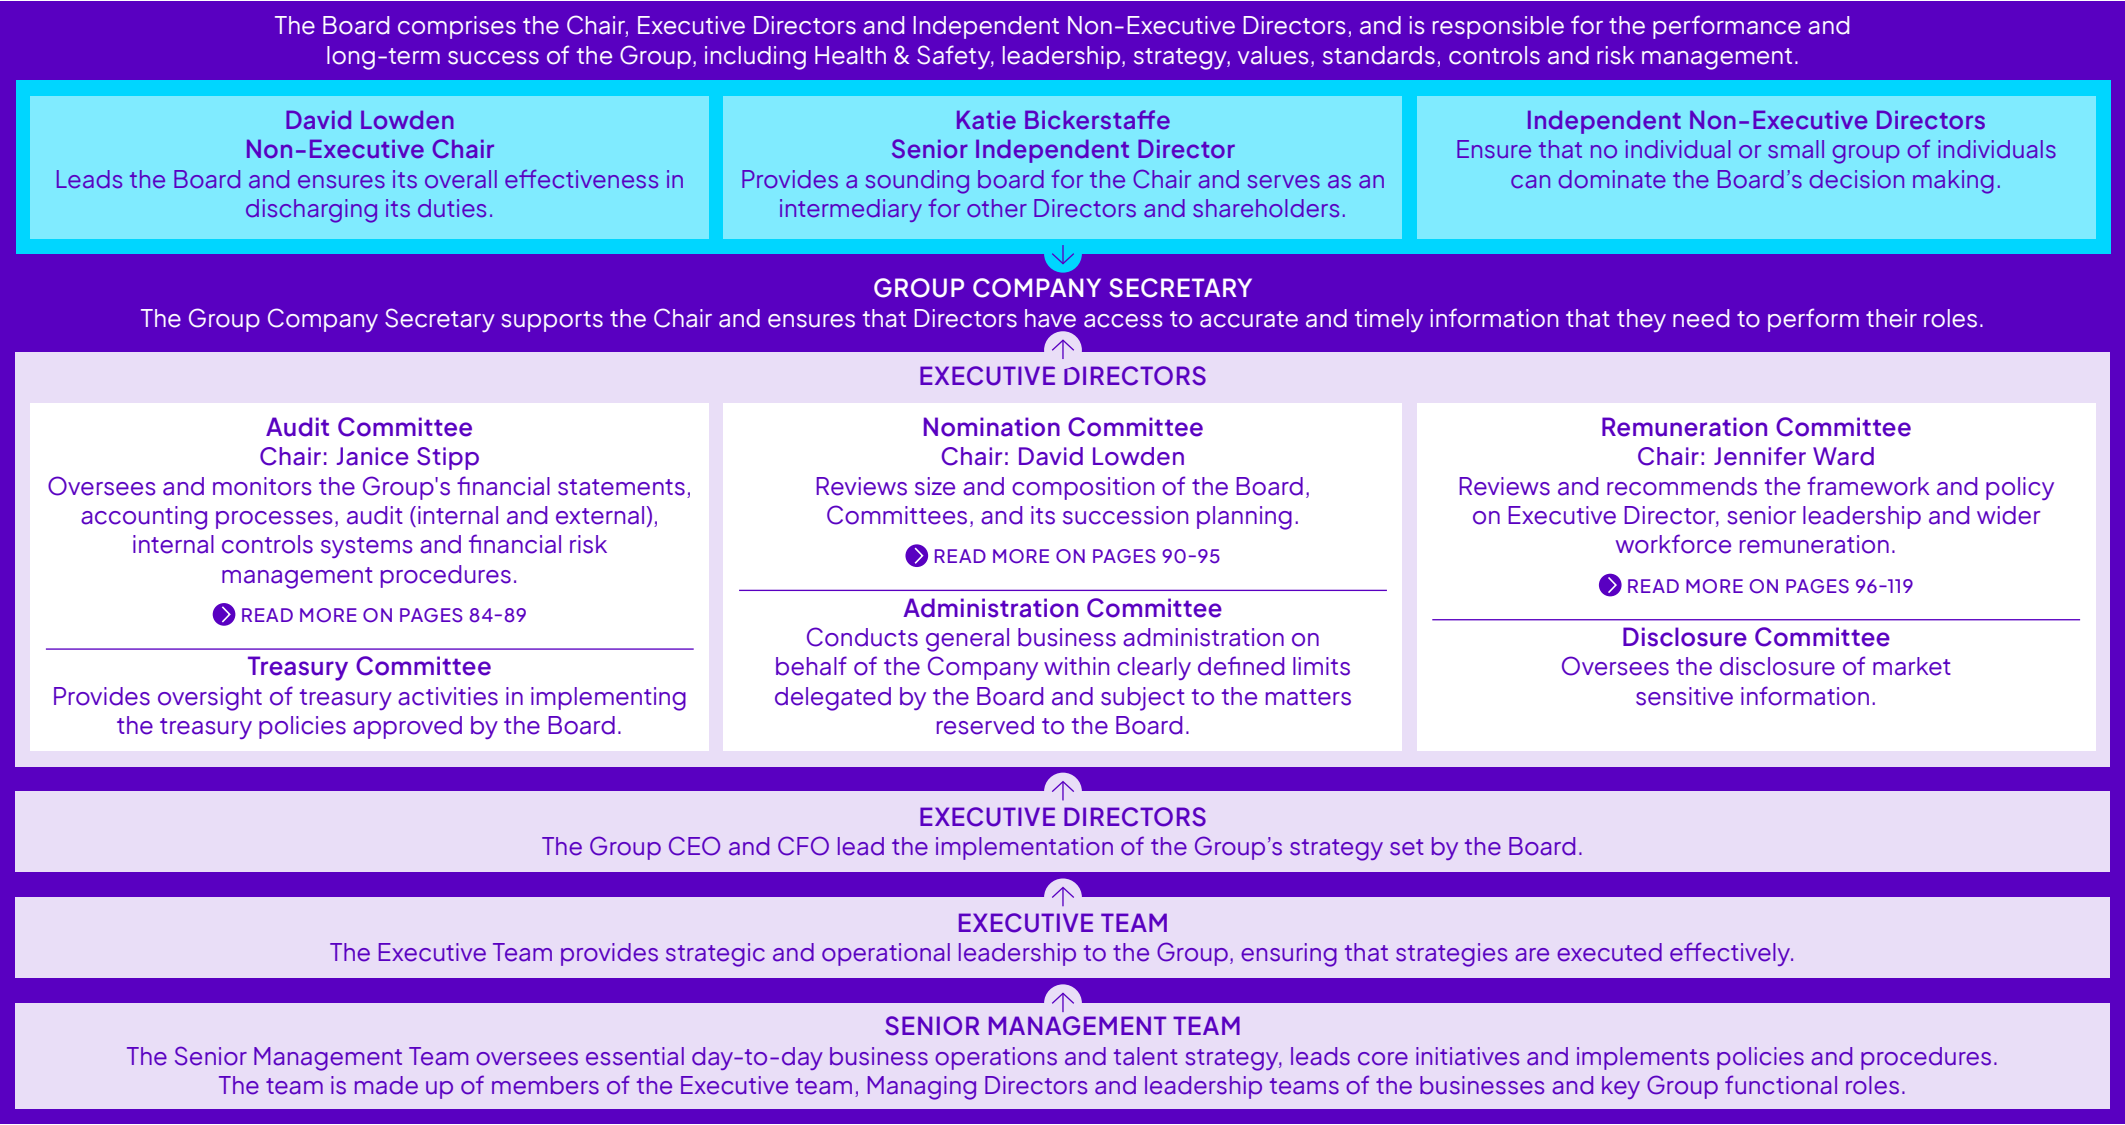 The Board comprises the Chair, Executive Directors and Independent Non-Executive Directors, and is responsible for the performance and
long-term success of the Group, including Health & Safety, leadership, strategy, values, standards, controls and risk management.
David Lowden
Non-Executive Chair
Leads the Board and ensures its overall effectiveness in
discharging its duties.
Katie Bickerstaffe
Senior Independent Director
Provides a sounding board for the Chair and serves as an
intermediary for other Directors and shareholders.
Independent Non-Executive Directors
Ensure that no individual or small group of individuals
can dominate the Board's decision making.
GROUP COMPANY SECRETARY
The Group Company Secretary supports the Chair and ensures that Directors have access to accurate and timely information that they need to perform their roles.
EXECUTIVE DIRECTORS
Audit Committee
Chair: Janice Stipp
Oversees and monitors the Group's financial statements,
accounting processes, audit (internal and external),
internal controls systems and financial risk
management procedures.
READ MORE ON PAGES 84-89
Treasury Committee
Provides oversight of treasury activities in implementing
the treasury policies approved by the Board.
Nomination Committee
Chair: David Lowden
Reviews size and composition of the Board,
Committees, and its succession planning.
READ MORE ON PAGES 90-95
Administration Committee
Conducts general business administration on
behalf of the Company within clearly defined limits
delegated by the Board and subject to the matters
reserved to the Board.
Remuneration Committee
Chair: Jennifer Ward
Reviews and recommends the framework and policy
on Executive Director, senior leadership and wider
workforce remuneration.
READ MORE ON PAGES 96-119
Disclosure Committee
Oversees the disclosure of market
sensitive information.
EXECUTIVE DIRECTORS
The Group CEO and CFO lead the implementation of the Group's strategy set by the Board.
EXECUTIVE TEAM
The Executive Team provides strategic and operational leadership to the Group, ensuring that strategies are executed effectively.
SENIOR MANAGEMENT TEAM
The Senior Management Team oversees essential day-to-day business operations and talent strategy, leads core initiatives and implements policies and procedures.
The team is made up of members of the Executive team, Managing Directors and leadership teams of the businesses and key Group functional roles.